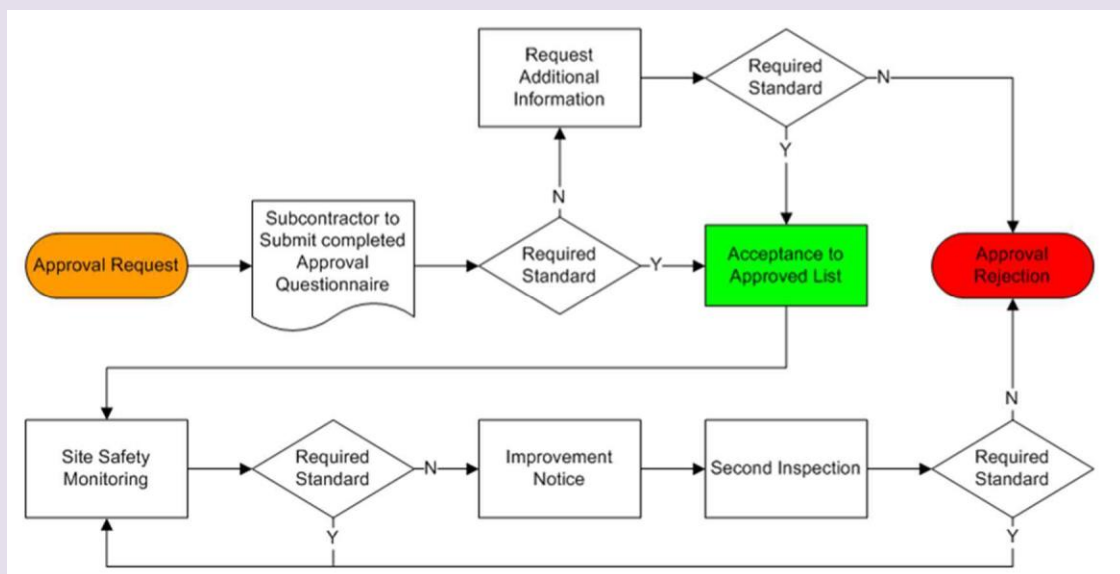 Request
Additional
Information
Required
Standard
N
Y
N
Approval Request
Subcontractor to
Submit completed
Approval
Questionnaire
Required
Standard
Y
Acceptance to
Approved List
Approval
Rejection
N
Site Safety
Monitoring
Required
Standard
N
Improvement
Notice
Second Inspection
Required
Standard
Y
Y